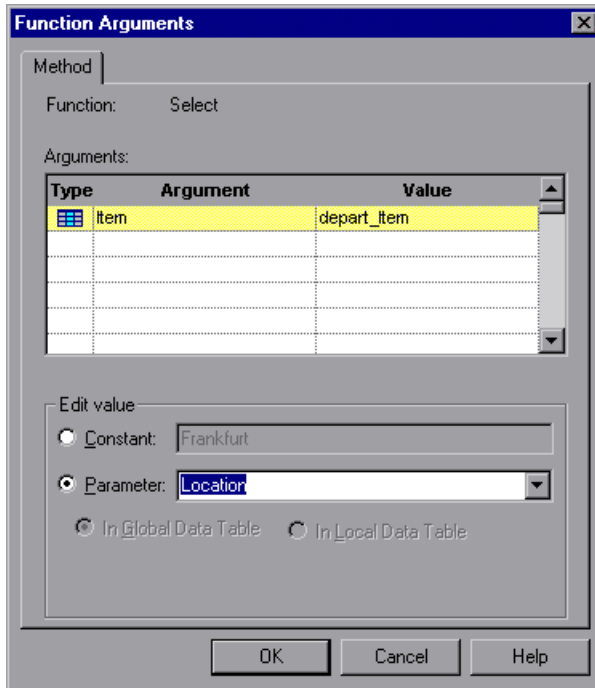 Function Arguments
Method
Function: Select
Arguments:
Type Argument Value
Item depart_Item
Edit value
Constant: Frankfurt
Parameter: Location
In Global Data Table In Local Data Table
OK Cancel Help